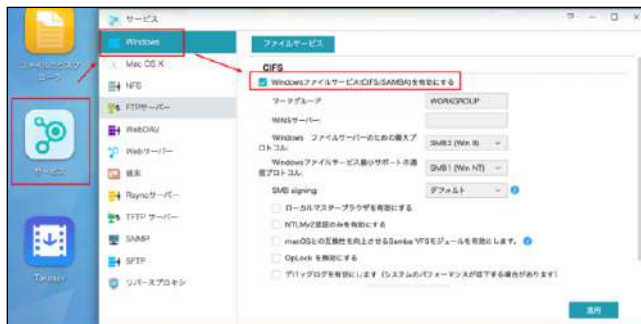 サービス
Windows
Mac OS X
NFS
FTPサーバー
WebDAV
Webサーバー
端末
Rsyncサーバー
TFTP サーバー
SNMP
SFTP
リバースプロキシ
サービス
ファイルサービス
CIFS
Windowsファイルサービス(CIFS/SAMBA)を有効にする
ワークグループ:
WORKGROUP
WINSサーバー:
Windows ファイルサーバーのための最大プロトコル:
SMB3 (Win 8)
Windowsファイルサービス最小サポートの通信プロトコル:
SMB1 (Win NT)
SMB signing:
デフォルト
ローカルマスターブラウザを有効にする
NTLMv2認証のみを有効にする
macOSとの互換性を向上させるSamba VFSモジュールを有効にします。
OpLock を無効にする
デバッグログを有効にします (システムのパフォーマンスが低下する場合があります)
適用